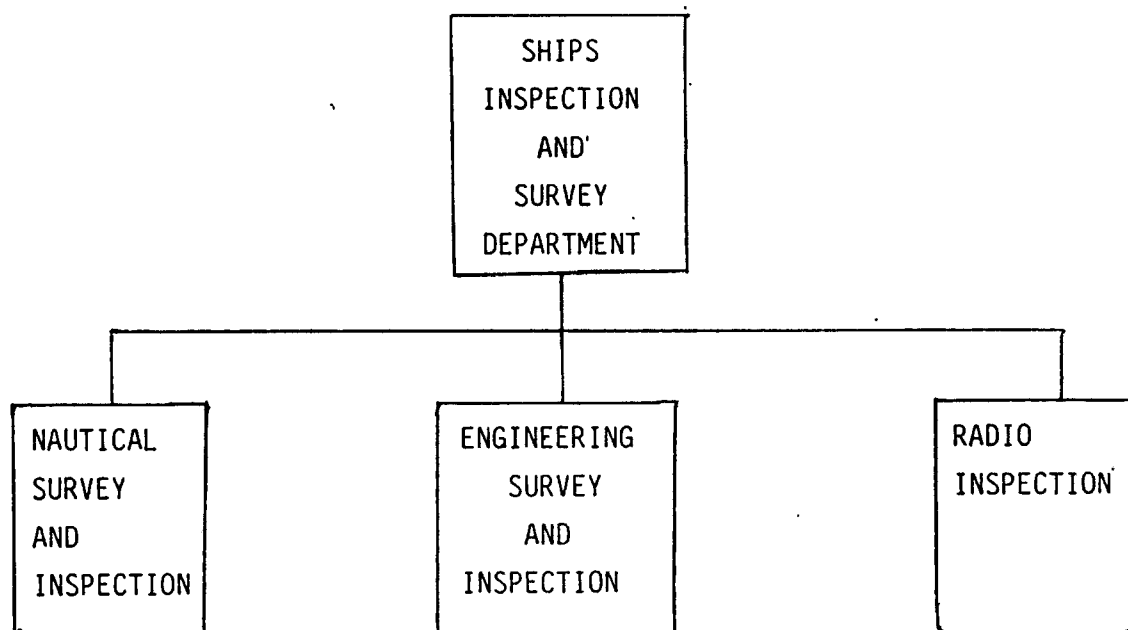 SHIPS
INSPECTION
AND
SURVEY
DEPARTMENT
NAUTICAL
SURVEY
AND
INSPECTION
ENGINEERING
SURVEY
AND
INSPECTION
RADIO
INSPECTION